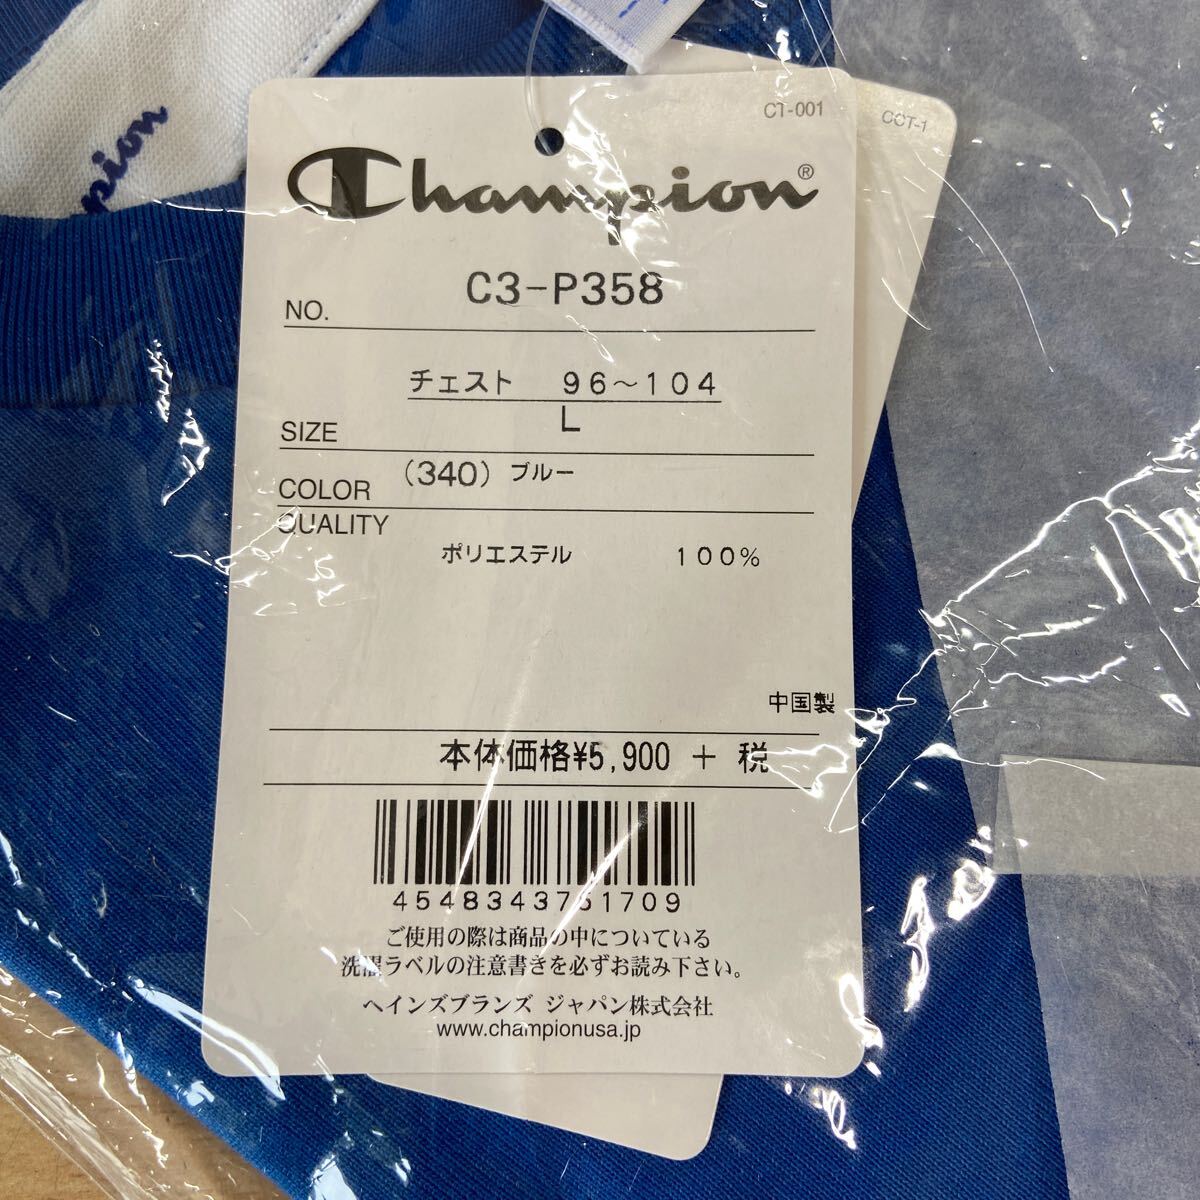 CT-001
CCT-1
Champion®
pion
NO. C3-P358
チェスト 96～104
SIZE L
COLOR (340) ブルー
QUALITY
ポリエステル 100%
中国製
本体価格¥5,900 + 税
4548343761709
ご使用の際は商品の中についている
洗濯ラベルの注意書きを必ずお読み下さい。
ヘインズブランズ ジャパン株式会社
www.championusa.jp